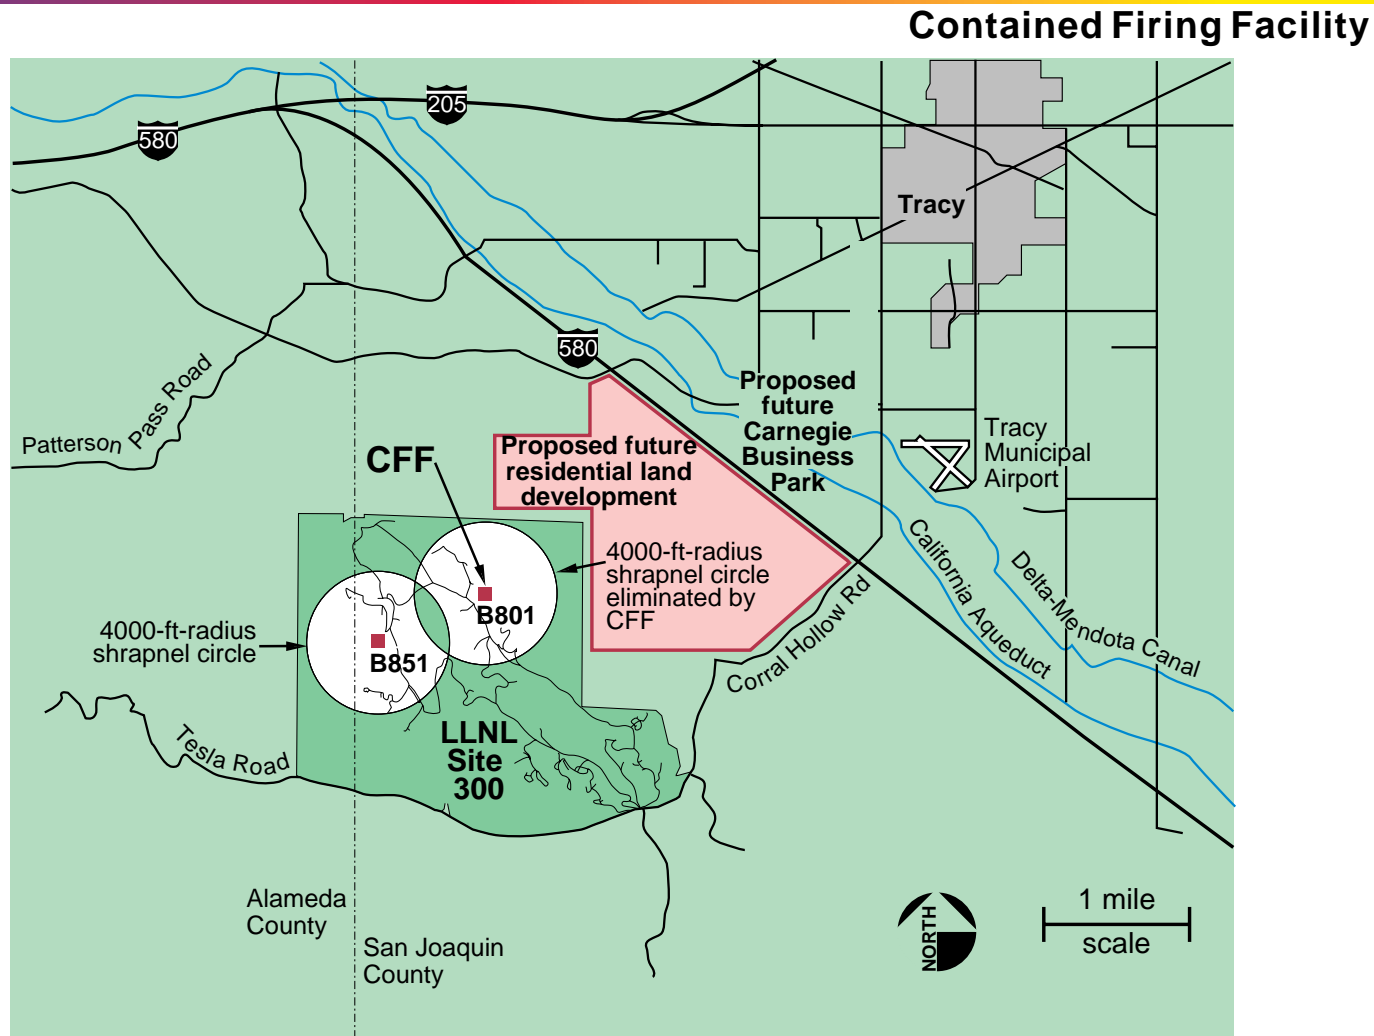 Contained Firing Facility
205
580
Tracy
580
Patterson Pass Road
Proposed
future
Carnegie
Business
Park
Tracy
Municipal
Airport
CFF
Proposed future
residential land
development
4000-ft-radius
shrapnel circle
eliminated by
CFF
B801
4000-ft-radius
shrapnel circle
B851
California Aqueduct
Delta-Mendota Canal
Corral Hollow Rd
Tesla Road
LLNL
Site
300
Alameda
County
San Joaquin
County
NORTH
1 mile
scale